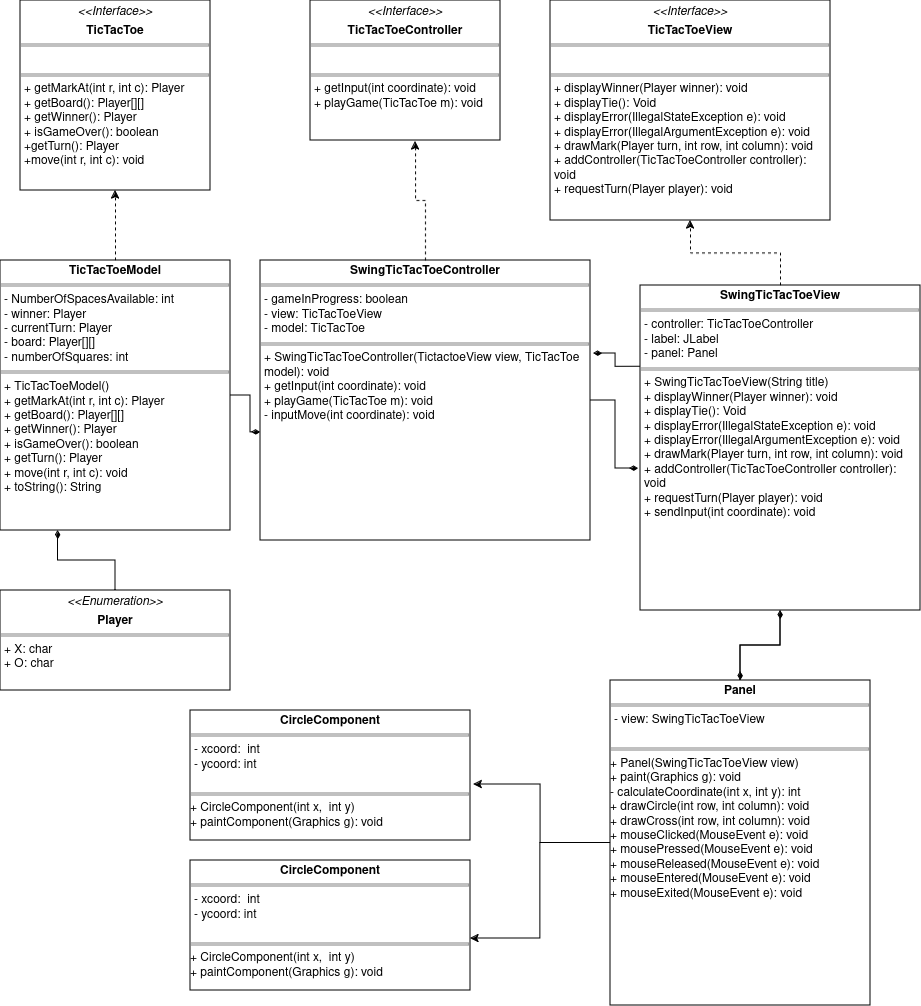 <<Interface>>
TicTacToe
+ getMarkAt(int r, int c): Player
+ getBoard(): Player[][]
+ getWinner(): Player
+ isGameOver(): boolean
+getTurn(): Player
+move(int r, int c): void
<<Interface>>
TicTacToeController
+ getInput(int coordinate): void
+ playGame(TicTacToe m): void
<<Interface>>
TicTacToeView
+ displayWinner(Player winner): void
+ displayTie(): Void
+ displayError(IllegalStateException e): void
+ displayError(IllegalArgumentException e): void
+ drawMark(Player turn, int row, int column): void
+ addController(TicTacToeController controller):
void
+ requestTurn(Player player): void
TicTacToeModel
- NumberOfSpacesAvailable: int
- winner: Player
- currentTurn: Player
- board: Player[][]
- numberOfSquares: int
+ TicTacToeModel()
+ getMarkAt(int r, int c): Player
+ getBoard(): Player[][]
+ getWinner(): Player
+ isGameOver(): boolean
+ getTurn(): Player
+ move(int r, int c): void
+ toString(): String
SwingTicTacToeController
- gameInProgress: boolean
- view: TicTacToeView
- model: TicTacToe
+ SwingTicTacToeController(TictactoeView view, TicTacToe
model): void
+ getInput(int coordinate): void
+ playGame(TicTacToe m): void
- inputMove(int coordinate): void
SwingTicTacToeView
- controller: TicTacToeController
- label: JLabel
- panel: Panel
+ SwingTicTacToeView(String title)
+ displayWinner(Player winner): void
+ displayTie(): Void
+ displayError(IllegalStateException e): void
+ displayError(IllegalArgumentException e): void
+ drawMark(Player turn, int row, int column): void
+ addController(TicTacToeController controller):
void
+ requestTurn(Player player): void
+ sendInput(int coordinate): void
<<Enumeration>>
Player
+ X: char
+ O: char
Panel
- view: SwingTicTacToeView
+ Panel(SwingTicTacToeView view)
+ paint(Graphics g): void
- calculateCoordinate(int x, int y): int
+ drawCircle(int row, int column): void
+ drawCross(int row, int column): void
+ mouseClicked(MouseEvent e): void
+ mousePressed(MouseEvent e): void
+ mouseReleased(MouseEvent e): void
+ mouseEntered(MouseEvent e): void
+ mouseExited(MouseEvent e): void
CircleComponent
- xcoord: int
- ycoord: int
+ CircleComponent(int x, int y)
+ paintComponent(Graphics g): void
CircleComponent
- xcoord: int
- ycoord: int
+ CircleComponent(int x, int y)
+ paintComponent(Graphics g): void